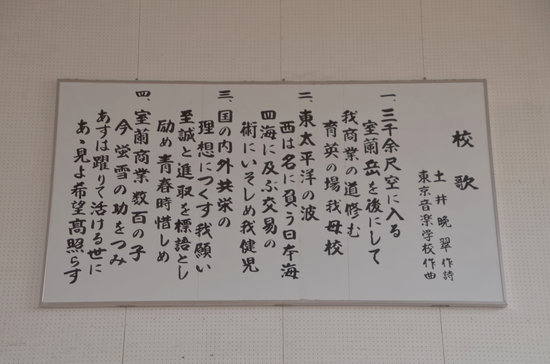 校歌
土井晩翠作詩
東京音楽学校作曲
一、三千余尺空に入る
室蘭岳を後にして
我商業の道修む
育英の場我母校
二、東太平洋の波
西は名に負う日本海
四海に及ぶ交易の
術にいそしめ我健児
三、国の内外共栄の
理想につくす我願い
至誠と進取を標語とし
励め青春時惜しめ
四、室蘭商業数百の子
今蛍雪の功をつみ
あすは躍りて活ける世に
あゝ見よ希望高照らす